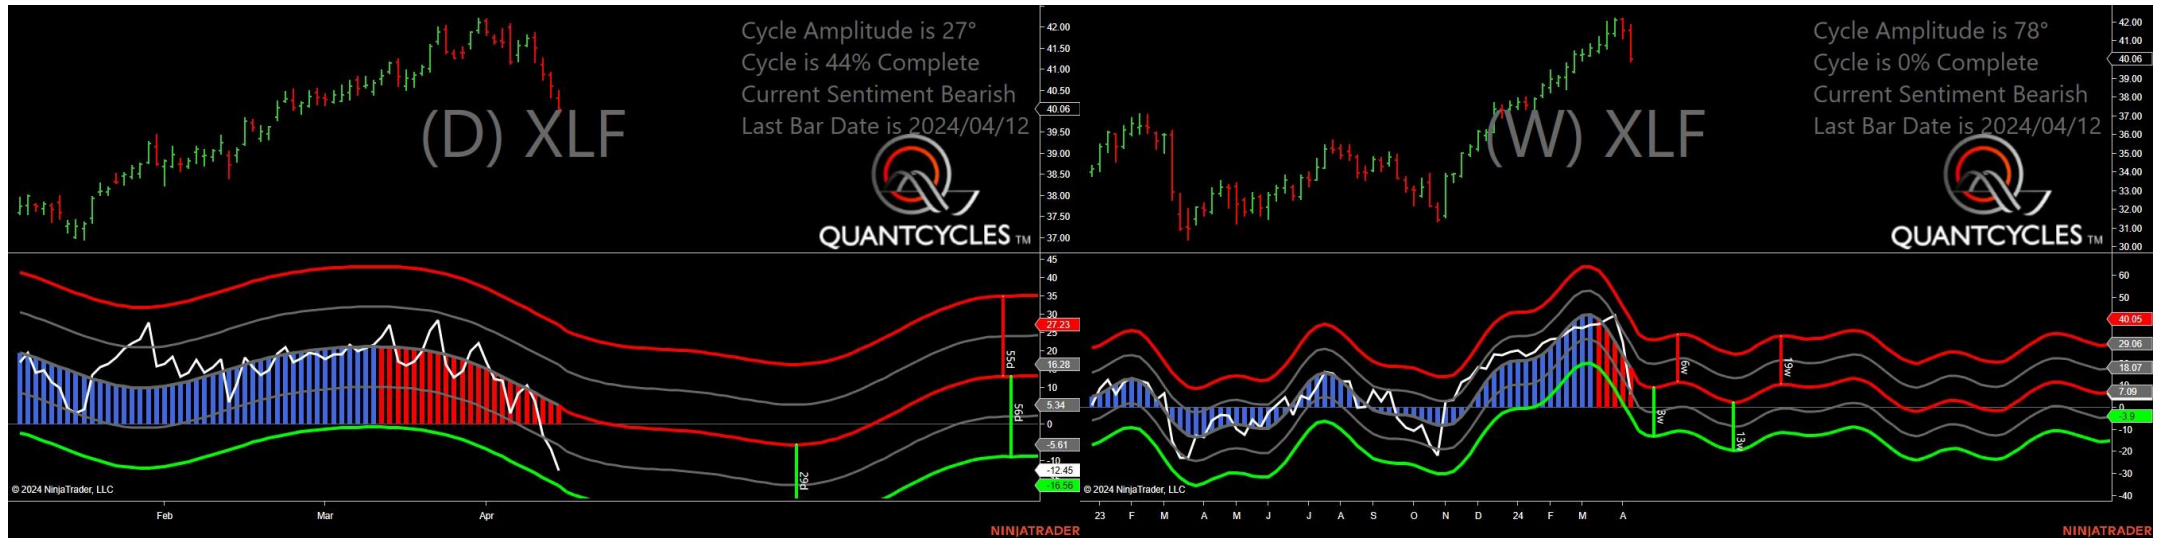 Cycle Amplitude is 27°
Cycle is 44% Complete
Current Sentiment Bearish
Last Bar Date is 2024/04/12
(D) XLF
QUANTCYCLES TM
42.00
41.50
41.00
40.50
40.06
39.50
39.00
38.50
38.00
37.50
37.00
45
40
35
30
27.23
25
20
16.28
10
5.34
0
-5.61
-10
-12.45
-16.56
55d
56d
29d
© 2024 NinjaTrader, LLC
Feb
Mar
Apr
NINJATRADER
Cycle Amplitude is 78°
Cycle is 0% Complete
Current Sentiment Bearish
Last Bar Date is 2024/04/12
(W) XLF
QUANTCYCLES TM
42.00
41.00
40.06
39.00
38.00
37.00
36.00
35.00
34.00
33.00
32.00
31.00
30.00
60
50
40.05
29.06
18.07
7.09
0
-3.9
-10
-20
-30
-40
6w
19w
8w
13w
© 2024 NinjaTrader, LLC
23
F
M
A
M
J
J
A
S
O
N
D
24
F
M
A
NINJATRADER